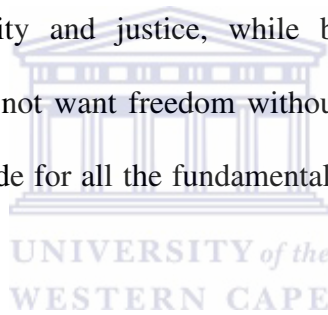 ity and justice, while b
not want freedom withou
de for all the fundamental
UNIVERSITY of the
WESTERN CAPE